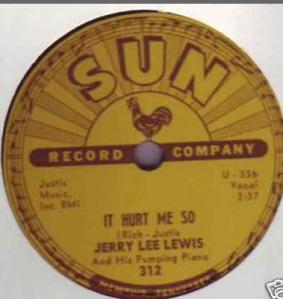 SUN
RECORD COMPANY
Justis
Music,
Inc. BMI
U - 336
Vocal
2:37
IT HURT ME SO
(Rich - Justis
JERRY LEE LEWIS
And His Pumping Piano
312
MEMPHIS, TENNESSEE